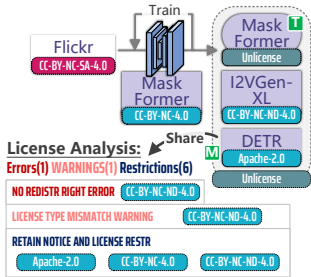 Train
Flickr
CC-BY-NC-SA-4.0
Mask
Former
CC-BY-NC-4.0
Mask
Former
T
Unlicense
I2VGen-
XL
CC-BY-NC-ND-4.0
DETR
Apache-2.0
M
Unlicense
Share
License Analysis:
Errors(1) WARNINGS(1) Restrictions(6)
NO REDISTR RIGHT ERROR CC-BY-NC-ND-4.0
LICENSE TYPE MISMATCH WARNING CC-BY-NC-ND-4.0
RETAIN NOTICE AND LICENSE RESTR
Apache-2.0 CC-BY-NC-4.0 CC-BY-NC-ND-4.0